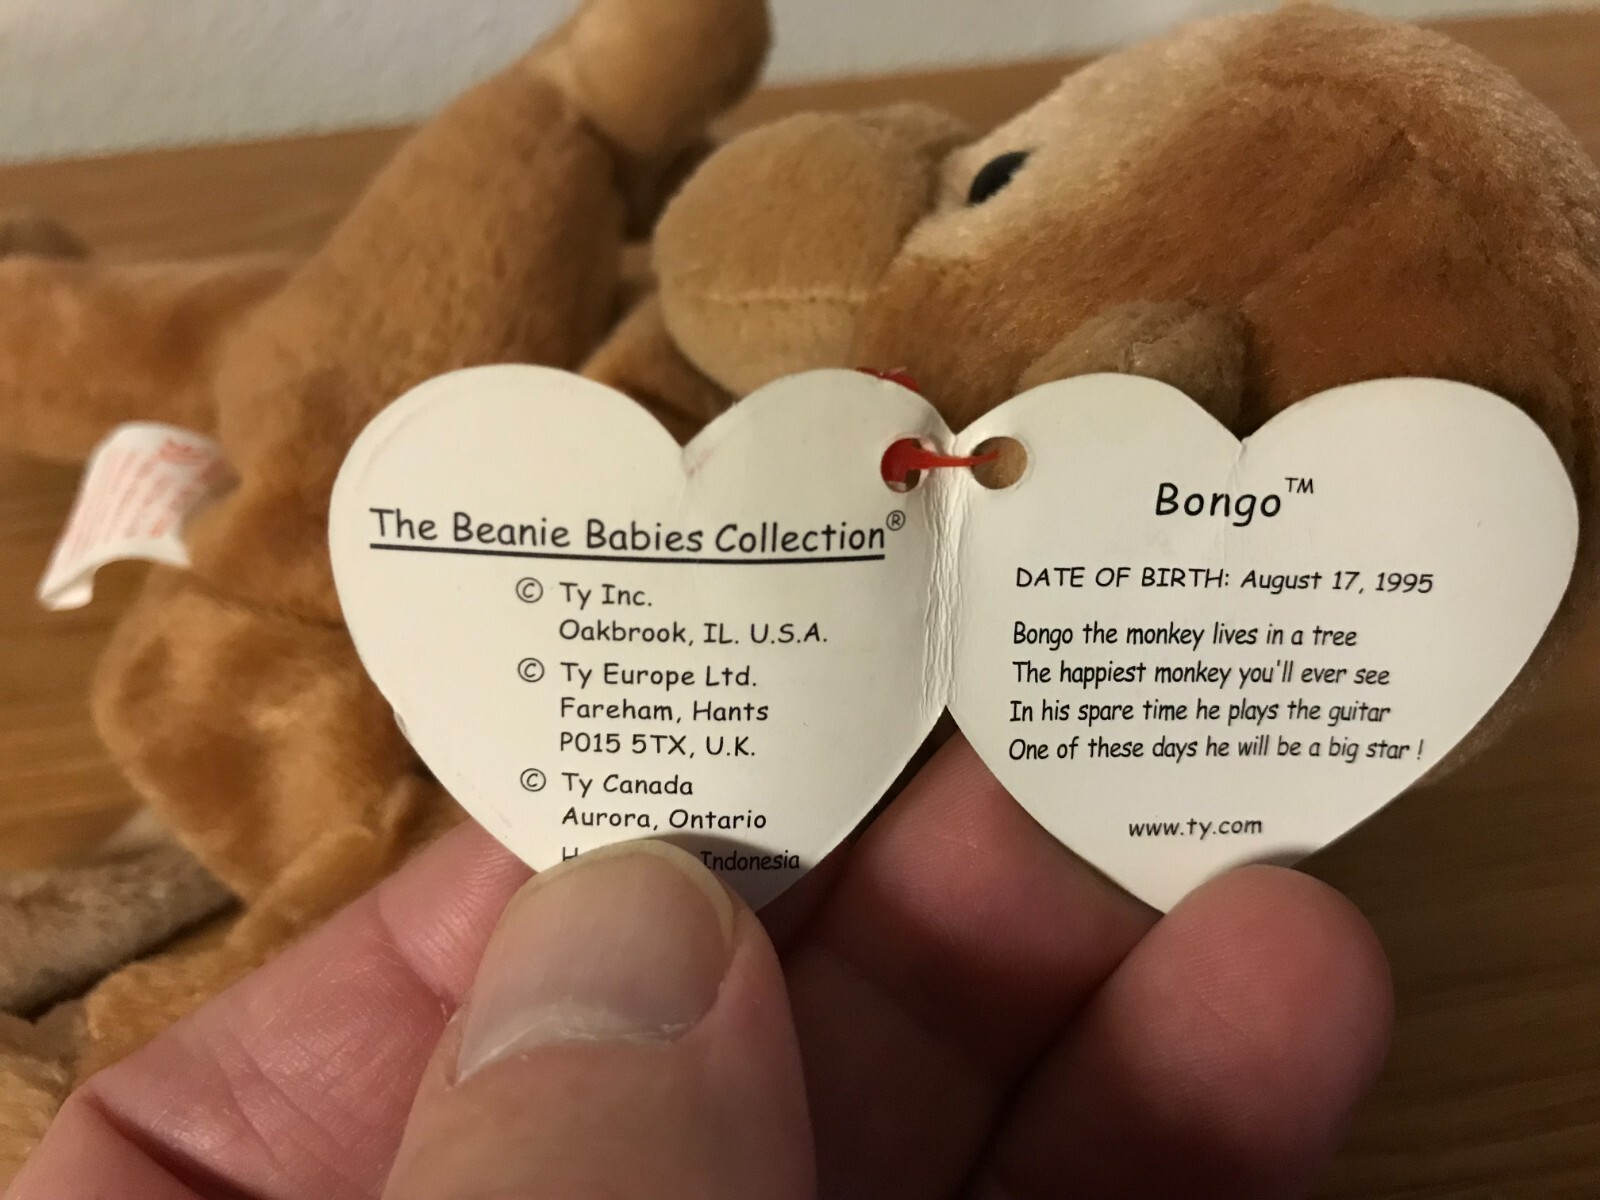 The Beanie Babies Collection®
© Ty Inc.
Oakbrook, IL. U.S.A.
© Ty Europe Ltd.
Fareham, Hants
PO15 5TX, U.K.
© Ty Canada
Aurora, Ontario
Indonesia
Bongo™
DATE OF BIRTH: August 17, 1995
Bongo the monkey lives in a tree
The happiest monkey you'll ever see
In his spare time he plays the guitar
One of these days he will be a big star !
www.ty.com